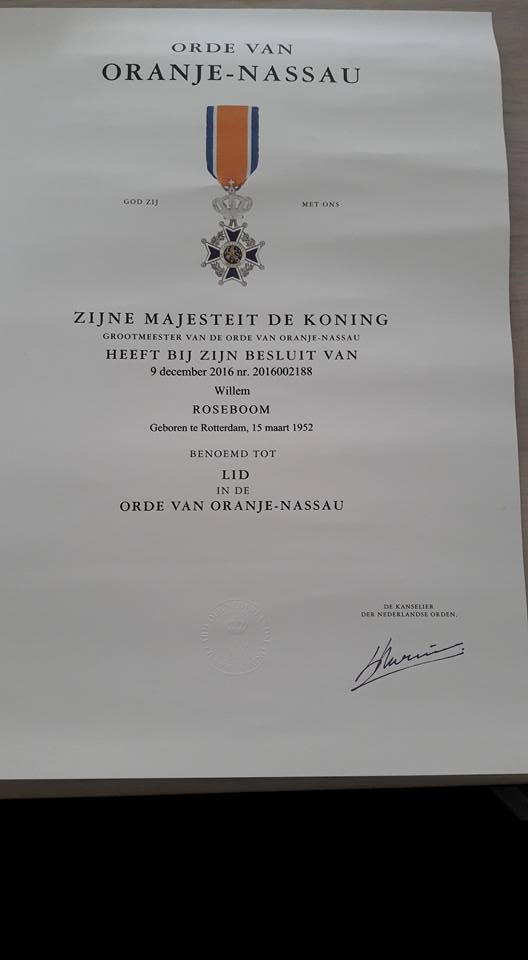 ORDE VAN
ORANJE-NASSAU
GOD ZIJ MET ONS
ZIJNE MAJESTEIT DE KONING
GROOTMEESTER VAN DE ORDE VAN ORANJE-NASSAU
HEEFT BIJ ZIJN BESLUIT VAN
9 december 2016 nr. 2016002188
Willem
ROSEBOOM
Geboren te Rotterdam, 15 maart 1952
BENOEMD TOT
LID
IN DE
ORDE VAN ORANJE-NASSAU
DE KANSELIER
DER NEDERLANDSE ORDEN,